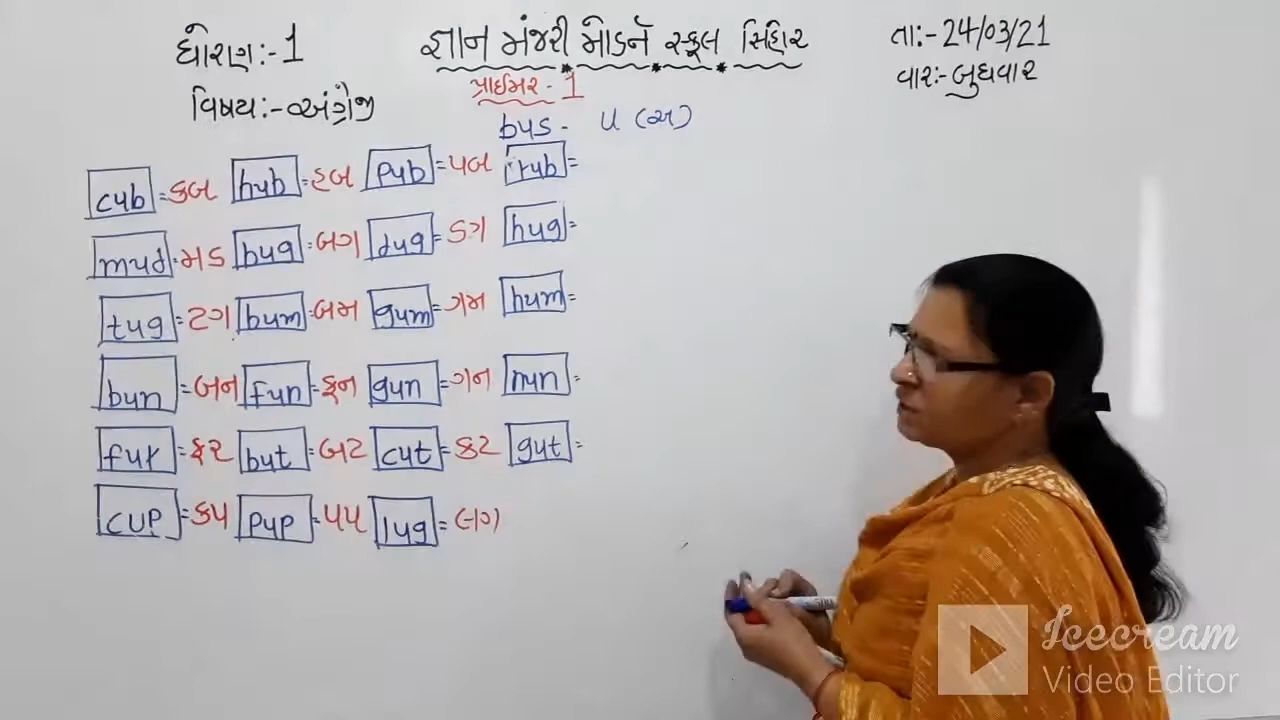 ધોરણ:-1 જ્ઞાન મંજરી મોડર્ન સ્કૂલ સિહોર તા:-24/03/21
વિષય:-અંગ્રેજી પ્રાઈમર-1 વાર:-બુધવાર
bus- u (અ)
cub=કબ hub=હબ pub=પબ rub=
mud=મડ bug=બગ dug=ડગ hug=
tug=ટગ bum=બમ gum=ગમ hum=
bun=બન fun=ફન gun=ગન nun=
fur=ફર but=બટ cut=કટ gut=
cup=કપ pup=પપ lug=લગ
Icecream
Video Editor